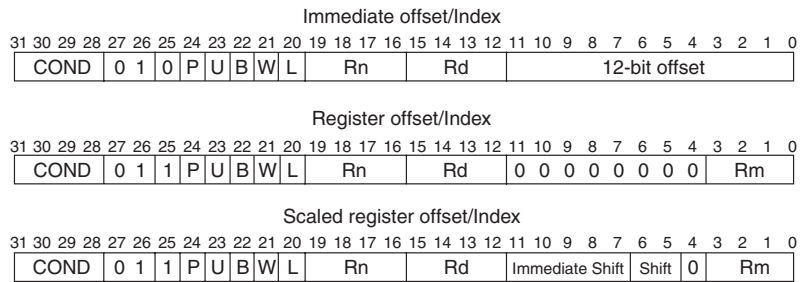 Immediate offset/Index
31 30 29 28 27 26 25 24 23 22 21 20 19 18 17 16 15 14 13 12 11 10 9 8 7 6 5 4 3 2 1 0
COND 0 1 0 P U B W L Rn Rd 12-bit offset
Register offset/Index
31 30 29 28 27 26 25 24 23 22 21 20 19 18 17 16 15 14 13 12 11 10 9 8 7 6 5 4 3 2 1 0
COND 0 1 1 P U B W L Rn Rd 0 0 0 0 0 0 0 0 Rm
Scaled register offset/Index
31 30 29 28 27 26 25 24 23 22 21 20 19 18 17 16 15 14 13 12 11 10 9 8 7 6 5 4 3 2 1 0
COND 0 1 1 P U B W L Rn Rd Immediate Shift Shift 0 Rm